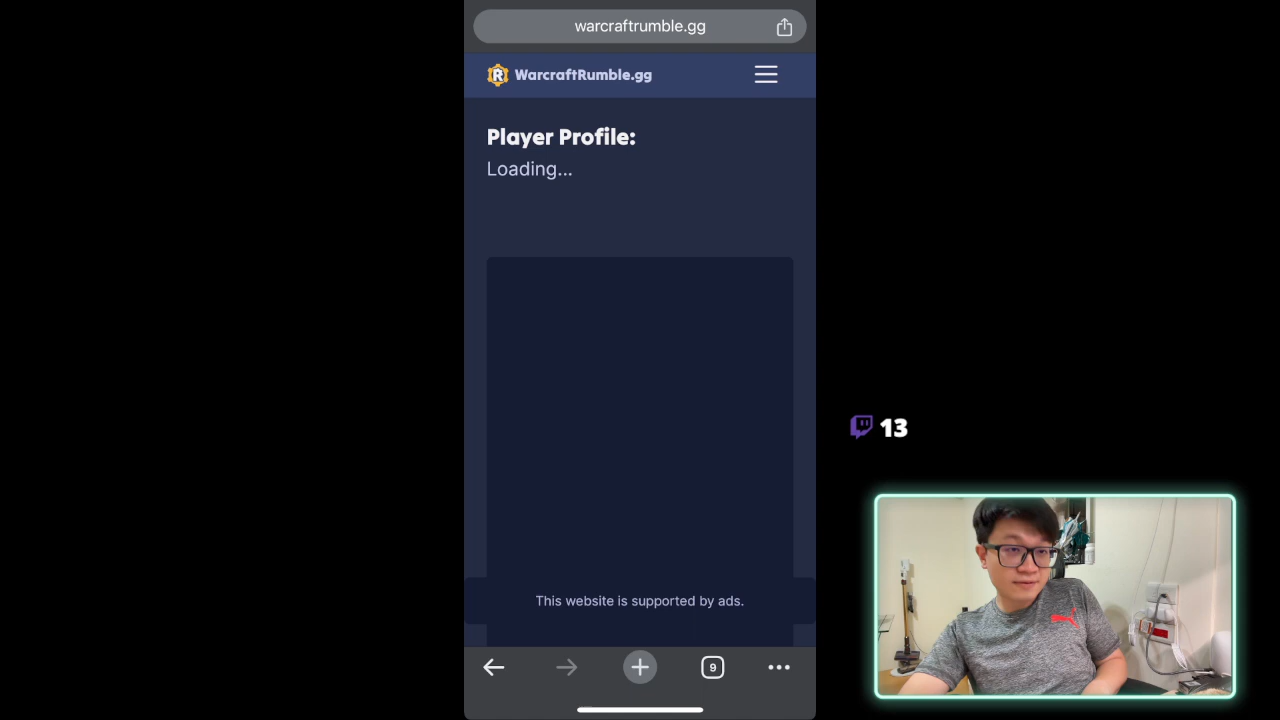 warcraftrumble.gg
R WarcraftRumble.gg
Player Profile:
Loading...
This website is supported by ads.
9
13